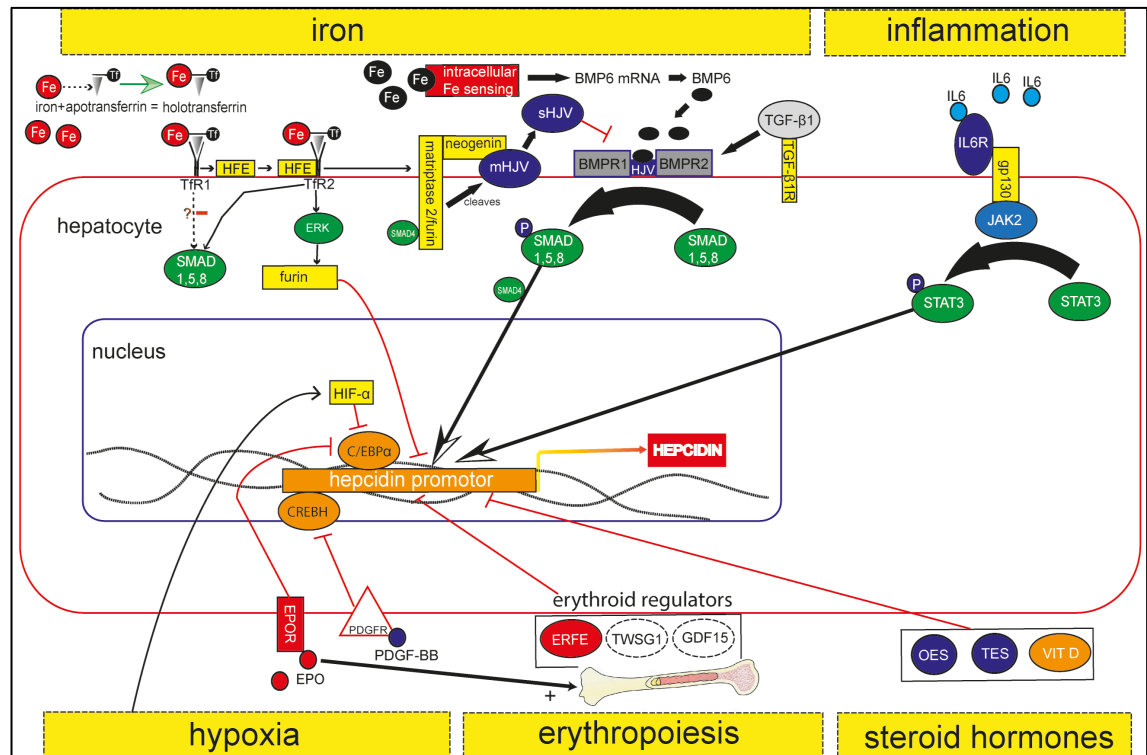 iron
inflammation
Fe
Tf
Fe
Tf
iron+apotransferrin = holotransferrin
Fe
Fe
Fe
Fe
Fe
intracellular
Fe sensing
BMP6 mRNA
BMP6
sHJV
TGF-β1
TGF-β1R
IL6
IL6
IL6
IL6R
gp130
JAK2
Fe
Tf
TfR1
HFE
HFE
Fe
Tf
TfR2
matriptase 2/furin
neogenin
mHJV
cleaves
SMAD4
BMPR1
HJV
BMPR2
hepatocyte
?
SMAD
1,5,8
ERK
furin
P
SMAD
1,5,8
SMAD
1,5,8
SMAD4
P
STAT3
STAT3
nucleus
HIF-α
C/EBPα
hepcidin promotor
CREBH
HEPCIDIN
EPOR
EPO
PDGFR
PDGF-BB
erythroid regulators
ERFE
TWSG1
GDF15
+
OES
TES
VIT D
hypoxia
erythropoiesis
steroid hormones